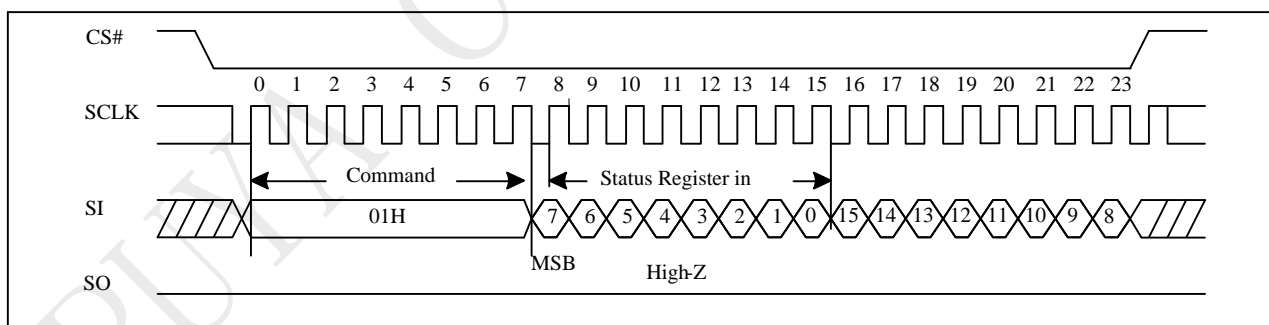 CS#
0 1 2 3 4 5 6 7 8 9 10 11 12 13 14 15 16 17 18 19 20 21 22 23
SCLK
Command Status Register in
SI 01H 7 6 5 4 3 2 1 0 15 14 13 12 11 10 9 8
MSB High-Z
SO
PUYA